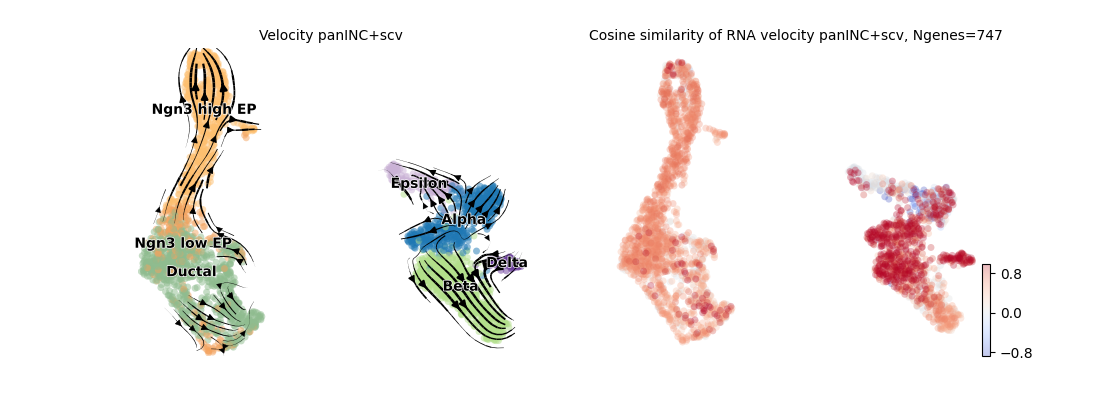 Velocity panINC+scv
Cosine similarity of RNA velocity panINC+scv, Ngenes=747
Ngn3 high EP
Epsilon
Alpha
Ngn3 low EP
Delta
Ductal
Beta
0.8
0.0
−0.8